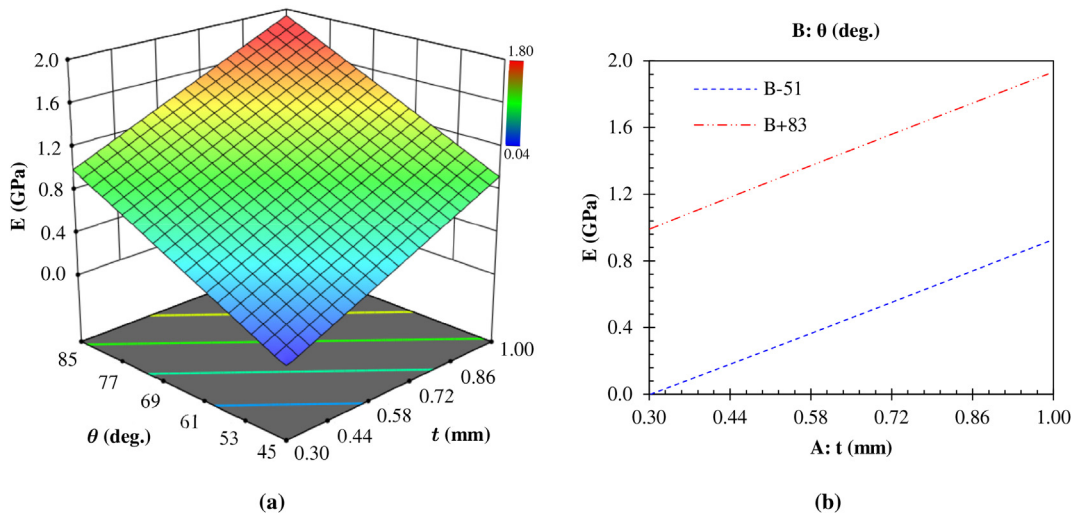 2.0
1.6
1.2
0.8
0.4
0.0
E (GPa)
1.80
0.04
85
77
69
61
53
45
θ (deg.)
0.30
0.44
0.58
0.72
0.86
1.00
t (mm)
(a)
B: θ (deg.)
B-51
B+83
2.0
1.6
1.2
0.8
0.4
0.0
E (GPa)
0.30 0.44 0.58 0.72 0.86 1.00
A: t (mm)
(b)